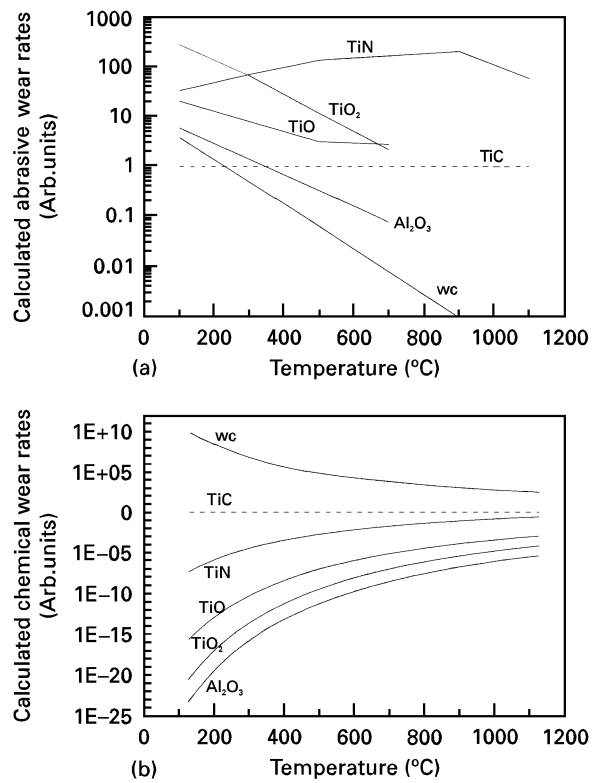 Calculated abrasive wear rates
(Arb.units)
1000
100
10
1
0.1
0.01
0.001
TiN
TiO₂
TiO
TiC
Al₂O₃
wc
0 200 400 600 800 1000 1200
(a) Temperature (ºC)
Calculated chemical wear rates
(Arb.units)
1E+10
1E+05
0
1E−05
1E−10
1E−15
1E−20
1E−25
wc
TiC
TiN
TiO
TiO₂
Al₂O₃
0 200 400 600 800 1000 1200
(b) Temperature (ºC)